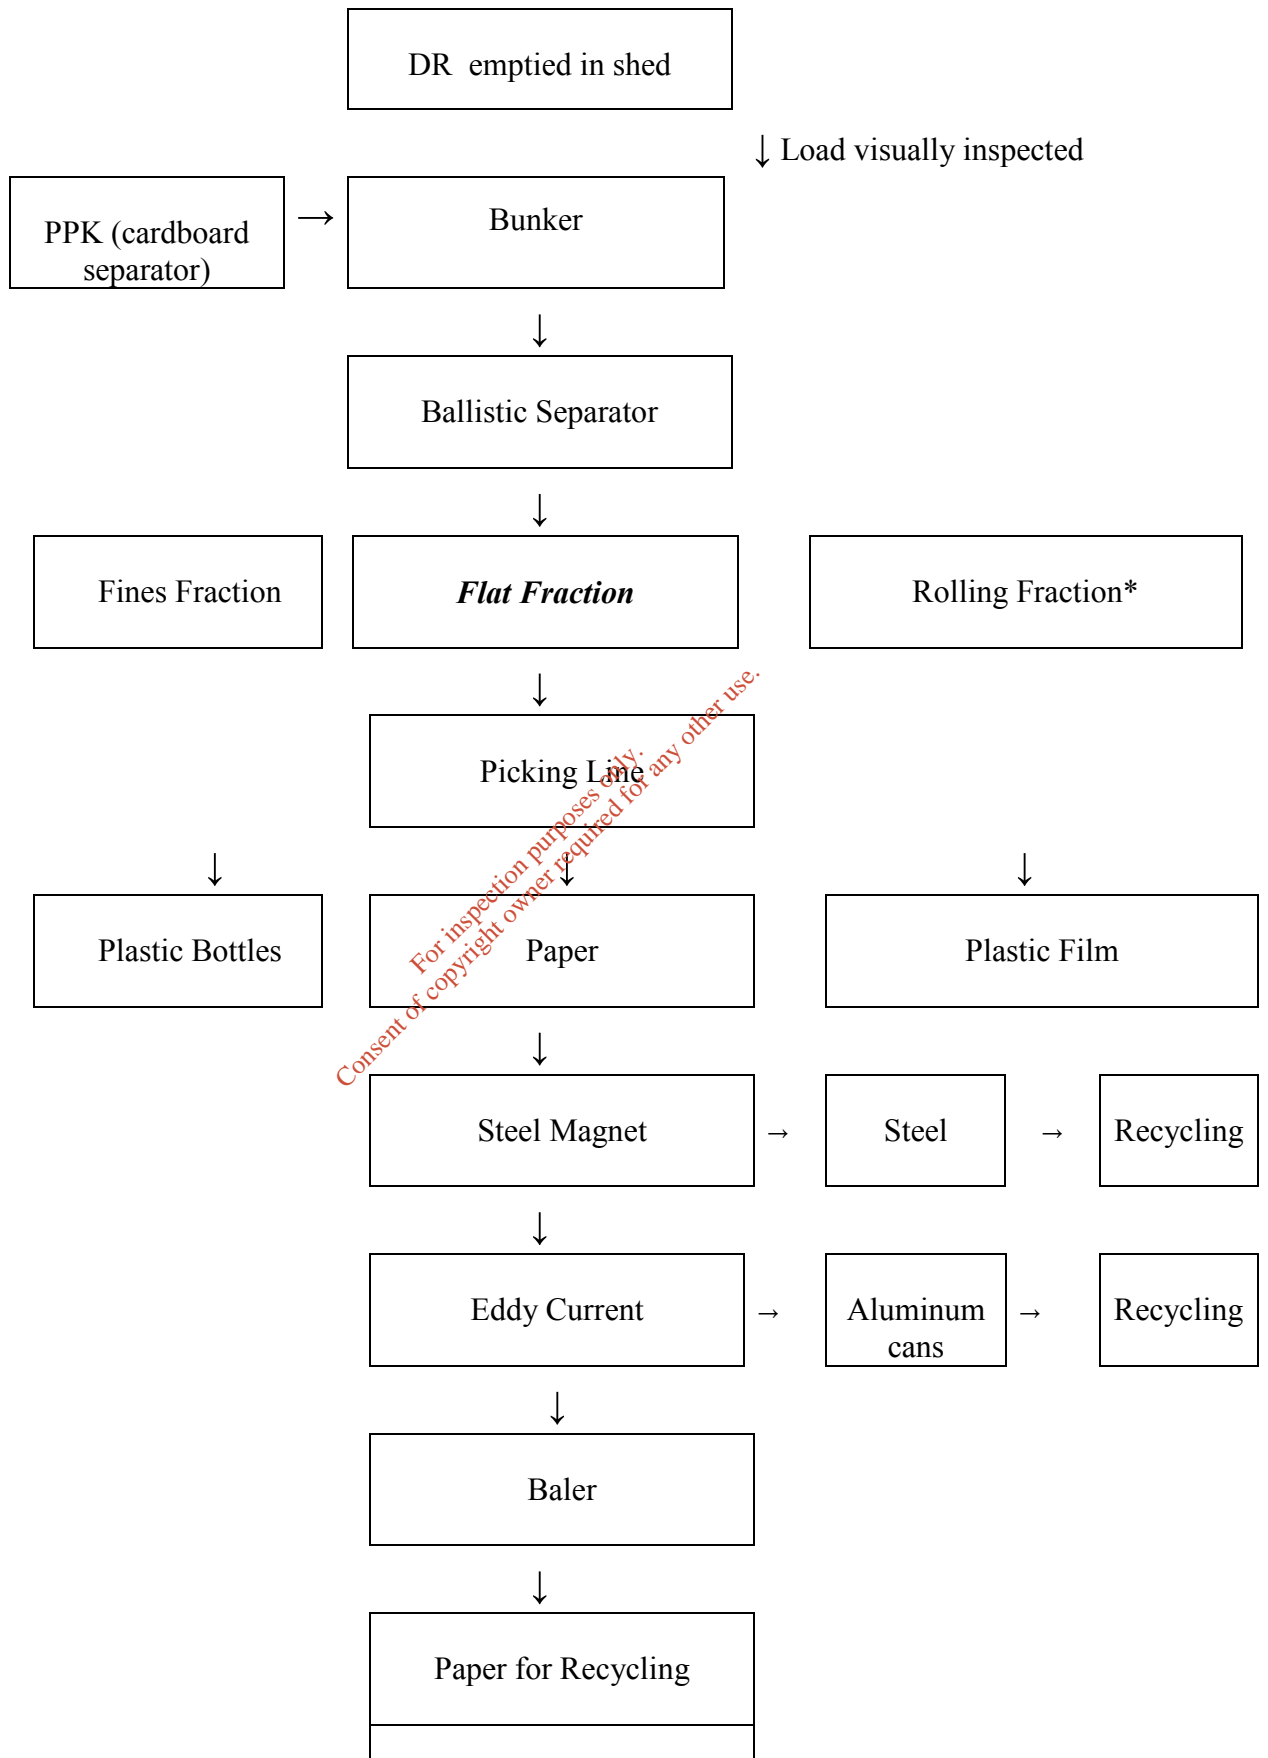 DR emptied in shed
↓ Load visually inspected
PPK (cardboard
separator)
→
Bunker
↓
Ballistic Separator
↓
Fines Fraction
Flat Fraction
Rolling Fraction*
↓
Picking Line
↓ ↓ ↓
Plastic Bottles
Paper
Plastic Film
For inspection purposes only.
Consent of copyright owner required for any other use.
↓
Steel Magnet
→
Steel
→
Recycling
↓
Eddy Current
→
Aluminum
cans
→
Recycling
↓
Baler
↓
Paper for Recycling